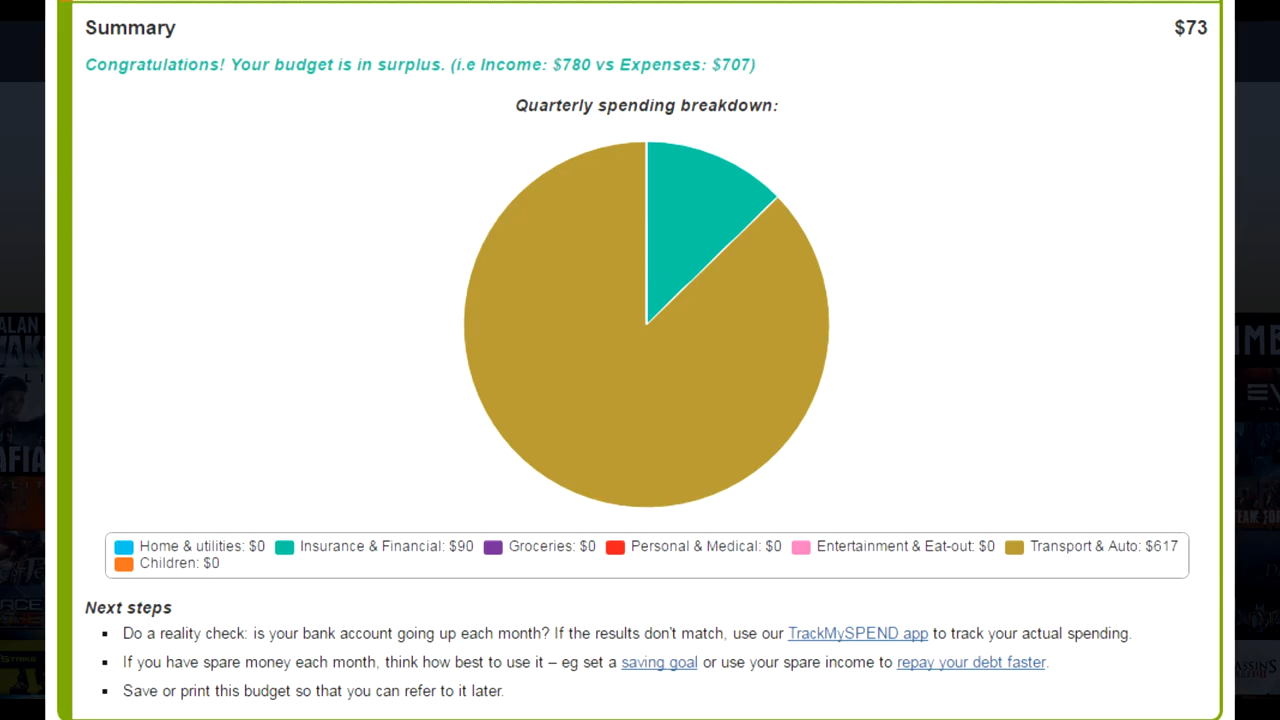 Summary
$73
Congratulations! Your budget is in surplus. (i.e Income: $780 vs Expenses: $707)
Quarterly spending breakdown:
Home & utilities: $0 Insurance & Financial: $90 Groceries: $0 Personal & Medical: $0 Entertainment & Eat-out: $0 Transport & Auto: $617
Children: $0
Next steps
▪ Do a reality check: is your bank account going up each month? If the results don't match, use our TrackMySPEND app to track your actual spending.
▪ If you have spare money each month, think how best to use it – eg set a saving goal or use your spare income to repay your debt faster.
▪ Save or print this budget so that you can refer to it later.
ALAN